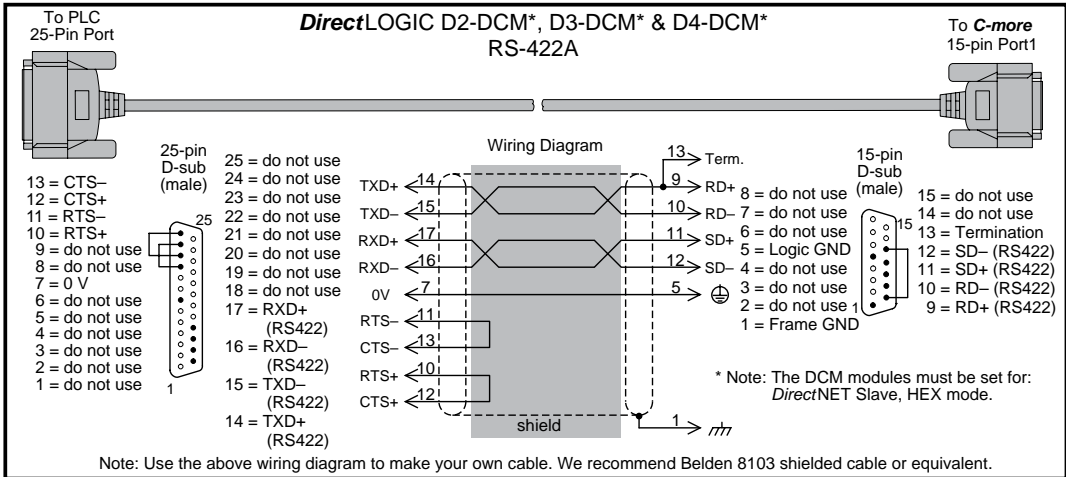 To PLC
25-Pin Port
DirectLOGIC D2-DCM*, D3-DCM* & D4-DCM*
RS-422A
To C-more
15-pin Port1
25-pin
D-sub
(male)
13 = CTS–
12 = CTS+
11 = RTS–
10 = RTS+
9 = do not use
8 = do not use
7 = 0 V
6 = do not use
5 = do not use
4 = do not use
3 = do not use
2 = do not use
1 = do not use
25
1
25 = do not use
24 = do not use
23 = do not use
22 = do not use
21 = do not use
20 = do not use
19 = do not use
18 = do not use
17 = RXD+
(RS422)
16 = RXD–
(RS422)
15 = TXD–
(RS422)
14 = TXD+
(RS422)
Wiring Diagram
TXD+ 14
TXD– 15
RXD+ 17
RXD– 16
0V 7
RTS– 11
CTS– 13
RTS+ 10
CTS+ 12
shield
13 Term.
9 RD+
10 RD–
11 SD+
12 SD–
5
1
8 = do not use
7 = do not use
6 = do not use
5 = Logic GND
4 = do not use
3 = do not use
2 = do not use
1 = Frame GND
15-pin
D-sub
(male)
15
1
15 = do not use
14 = do not use
13 = Termination
12 = SD– (RS422)
11 = SD+ (RS422)
10 = RD– (RS422)
9 = RD+ (RS422)
* Note: The DCM modules must be set for:
DirectNET Slave, HEX mode.
Note: Use the above wiring diagram to make your own cable. We recommend Belden 8103 shielded cable or equivalent.